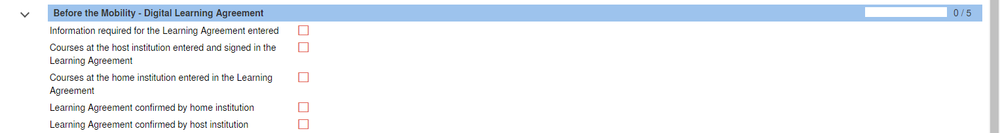 Before the Mobility - Digital Learning Agreement 0 / 5
Information required for the Learning Agreement entered
Courses at the host institution entered and signed in the
Learning Agreement
Courses at the home institution entered in the Learning
Agreement
Learning Agreement confirmed by home institution
Learning Agreement confirmed by host institution